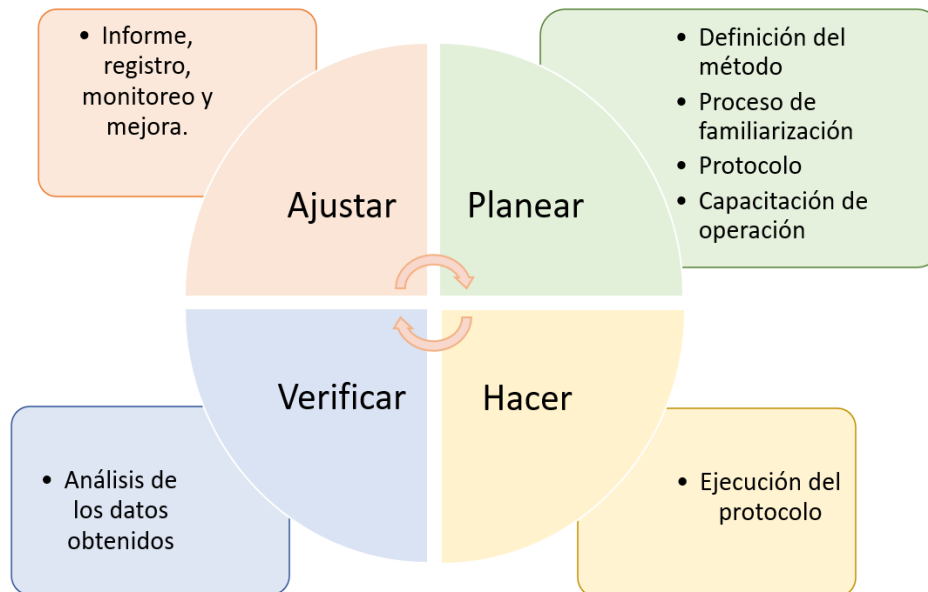 • Informe,
registro,
monitoreo y
mejora.
Ajustar
Planear
• Definición del
método
• Proceso de
familiarización
• Protocolo
• Capacitación de
operación
Verificar
Hacer
• Análisis de
los datos
obtenidos
• Ejecución del
protocolo